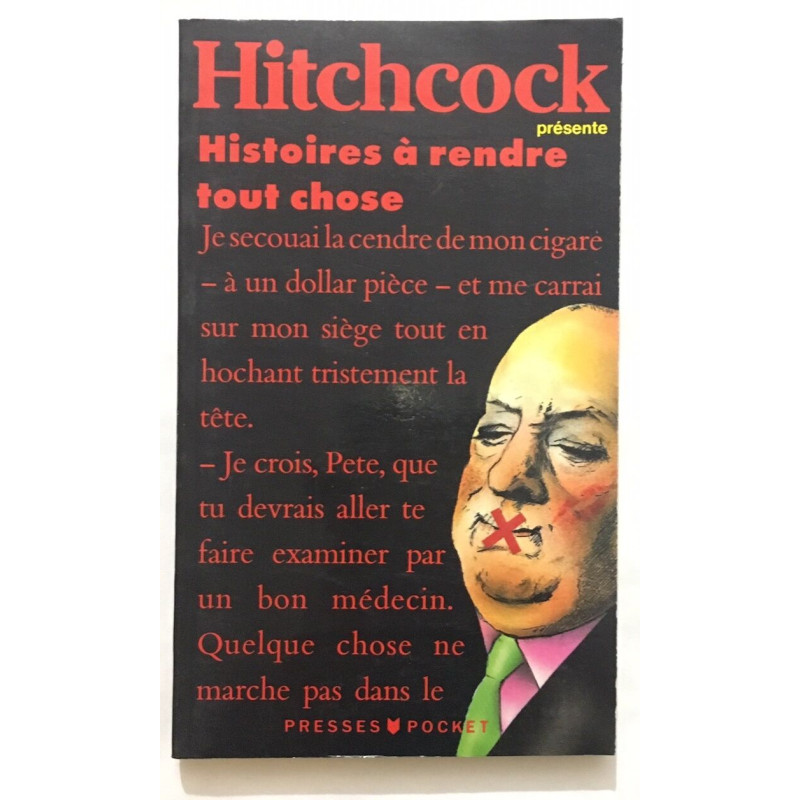 Hitchcock
présente
Histoires à rendre
tout chose
Je secouai la cendre de mon cigare
– à un dollar pièce – et me carrai
sur mon siège tout en
hochant tristement la
tête.
– Je crois, Pete, que
tu devrais aller te
faire examiner par
un bon médecin.
Quelque chose ne
marche pas dans le
PRESSES POCKET